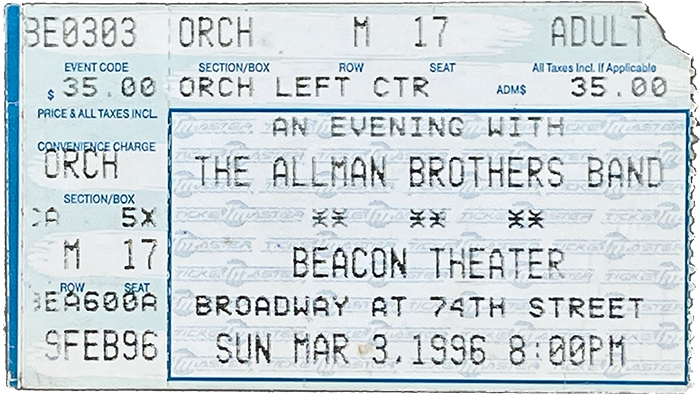 BE0303 ORCH M 17 ADULT
EVENT CODE SECTION/BOX ROW SEAT All Taxes Incl. If Applicable
$ 35.00 ORCH LEFT CTR ADM$ 35.00
PRICE & ALL TAXES INCL.
CONVENIENCE CHARGE
ORCH
SECTION/BOX
CA 5X
M 17
ROW SEAT
BEA600A
9FEB96
AN EVENING WITH
THE ALLMAN BROTHERS BAND
** ** **
BEACON THEATER
BROADWAY AT 74TH STREET
SUN MAR 3,1996 8:00PM